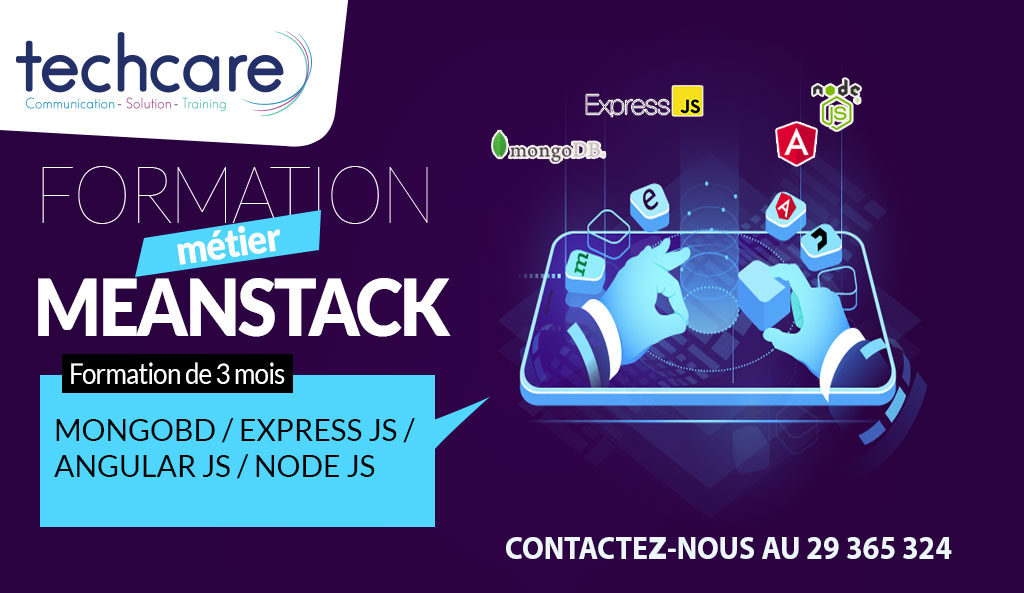 techcare
Communication - Solution - Training
FORMATION
métier
MEANSTACK
Formation de 3 mois
MONGOBD / EXPRESS JS /
ANGULAR JS / NODE JS
Express JS
node
JS
mongoDB.
A
e
A
m
CONTACTEZ-NOUS AU 29 365 324